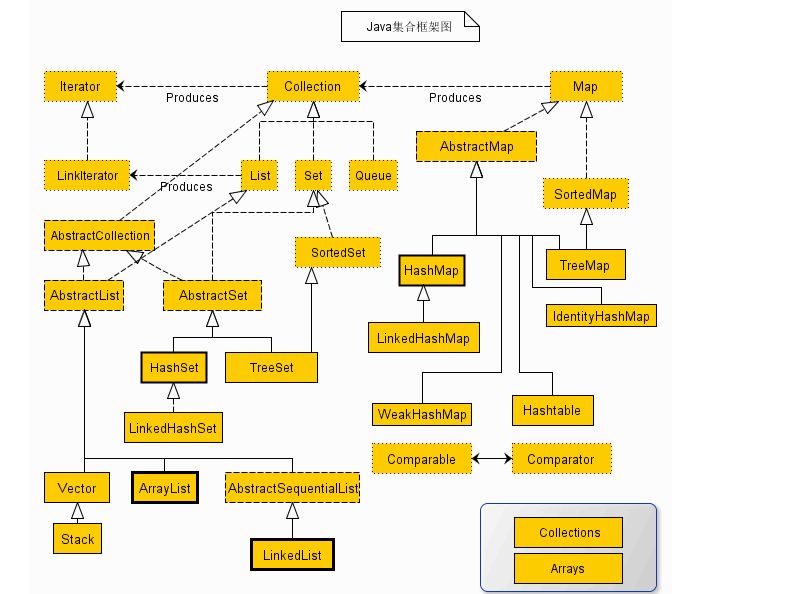 Java集合框架图
Iterator
Produces
Collection
Produces
Map
AbstractMap
LinkIterator
Produces
List
Set
Queue
SortedMap
AbstractCollection
SortedSet
HashMap
TreeMap
AbstractList
AbstractSet
IdentityHashMap
LinkedHashMap
HashSet
TreeSet
WeakHashMap
Hashtable
LinkedHashSet
Comparable
Comparator
Vector
ArrayList
AbstractSequentialList
Stack
LinkedList
Collections
Arrays